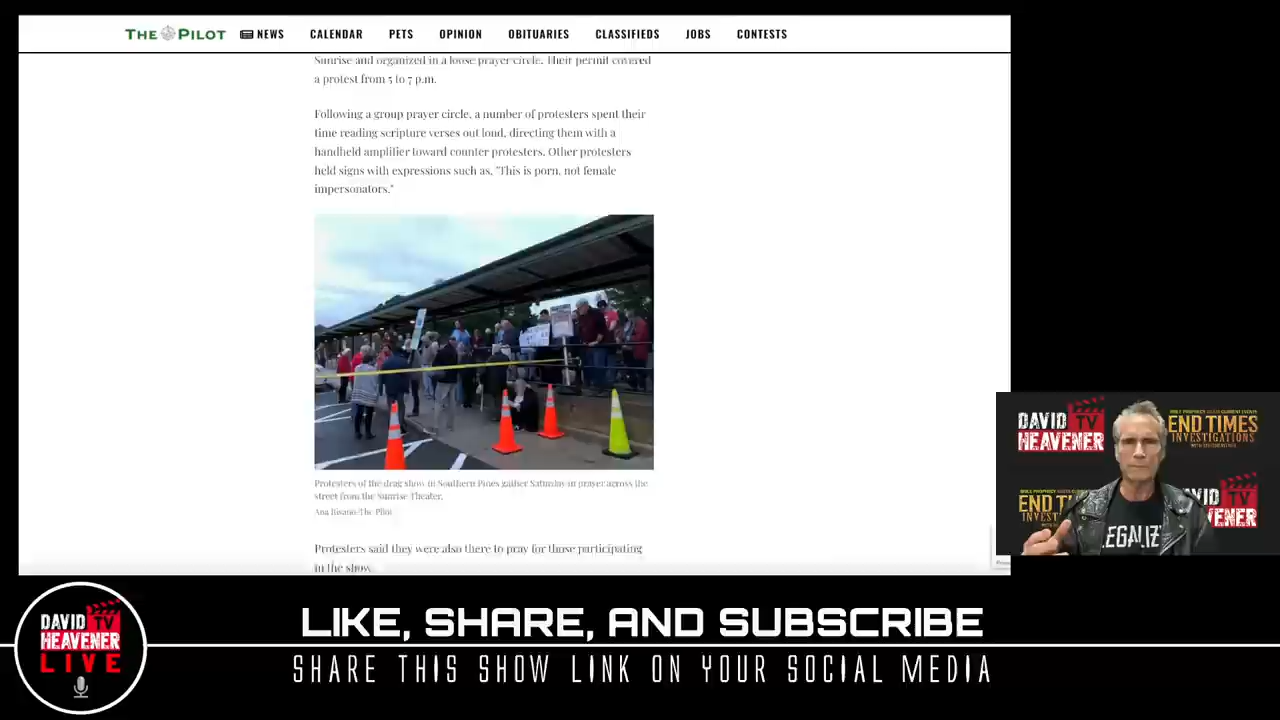 THE PILOT
NEWS
CALENDAR
PETS
OPINION
OBITUARIES
CLASSIFIEDS
JOBS
CONTESTS
Sunrise and organized in a loose prayer circle. Their permit covered
a protest from 5 to 7 p.m.
Following a group prayer circle, a number of protesters spent their
time reading scripture verses out loud, directing them with a
handheld amplifier toward counter protesters. Other protesters
held signs with expressions such as, "This is porn, not female
impersonators."
Protesters of the drag show in Southern Pines gather Saturday in prayer across the
street from the Sunrise Theater.
Protesters said they were also there to pray for those participating
in the show.
DAVID TV
HEAVENER
END TIMES
INVESTIGATIONS
LEGALIZ
DAVID TV
HEAVENER
LIVE
LIKE, SHARE, AND SUBSCRIBE
SHARE THIS SHOW LINK ON YOUR SOCIAL MEDIA